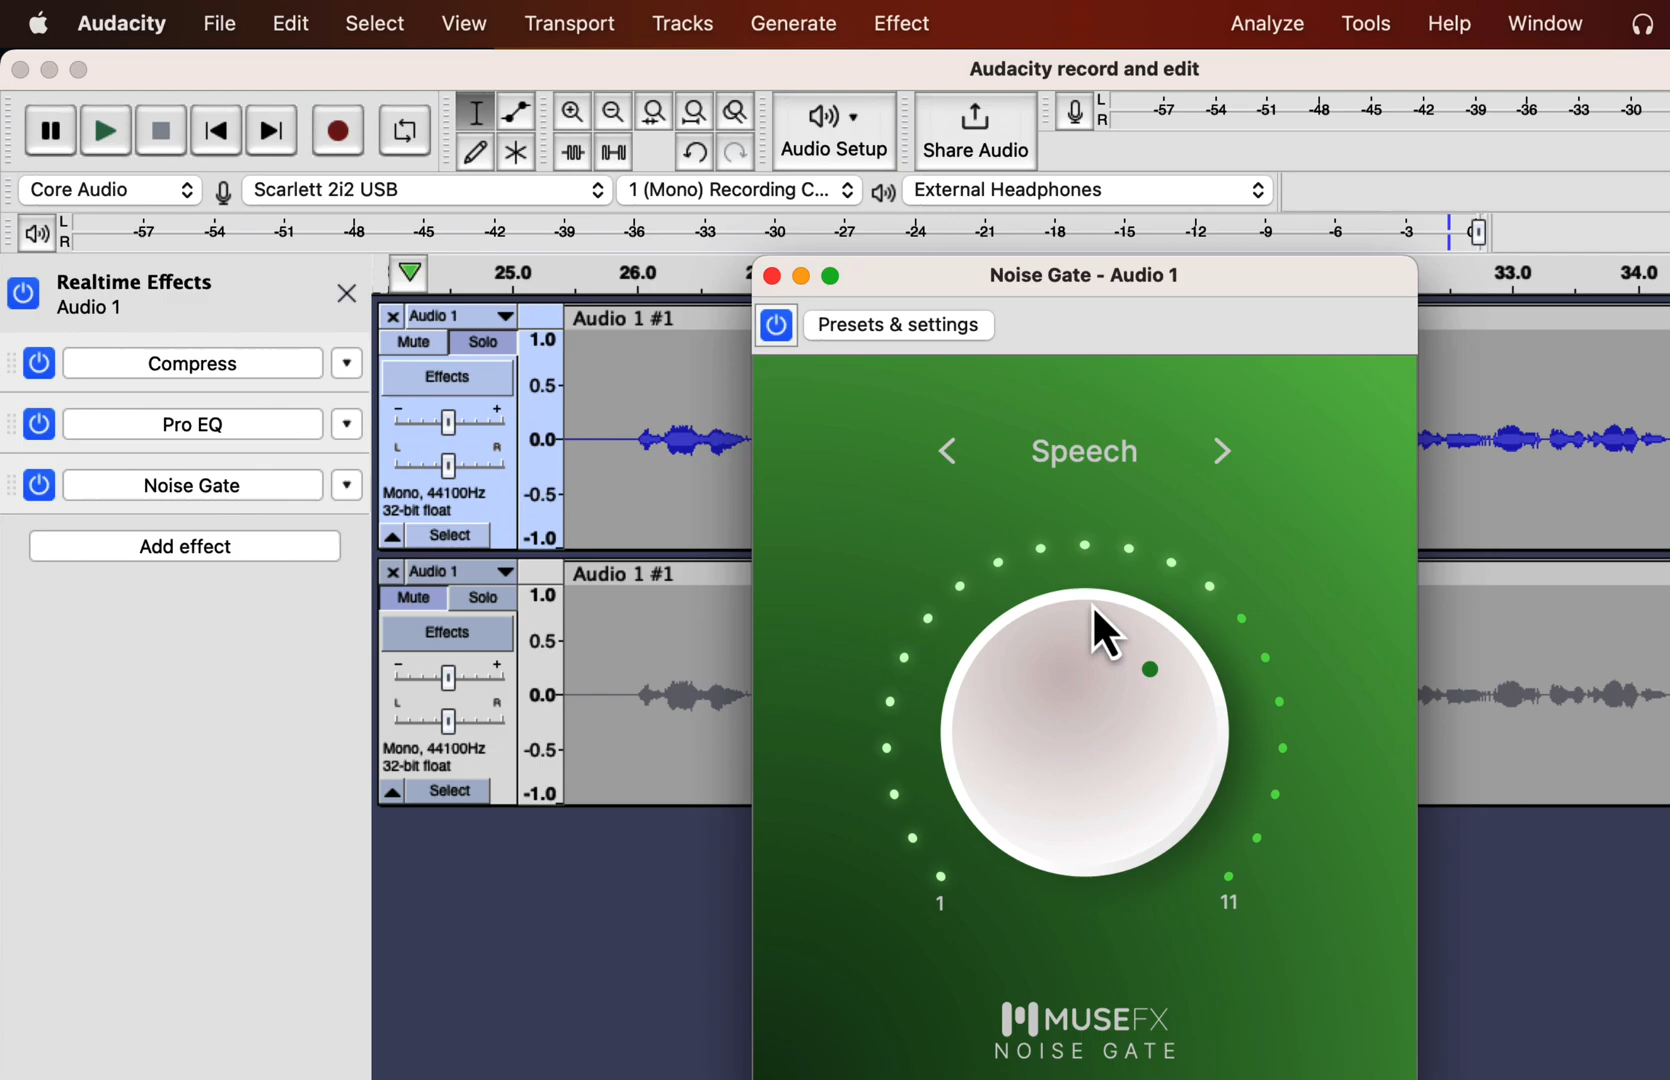 Audacity File Edit Select View Transport Tracks Generate Effect Analyze Tools Help Window
Audacity record and edit
Audio Setup
Share Audio
L
R
-57 -54 -51 -48 -45 -42 -39 -36 -33 -30
Core Audio
Scarlett 2i2 USB
1 (Mono) Recording C...
External Headphones
L
R
-57 -54 -51 -48 -45 -42 -39 -36 -33 -30 -27 -24 -21 -18 -15 -12 -9 -6 -3
Realtime Effects
Audio 1
Compress
Pro EQ
Noise Gate
Add effect
25.0 26.0 33.0 34.0
Audio 1
Mute Solo
Effects
- +
L R
Mono, 44100Hz
32-bit float
Select
1.0
0.5
0.0
-0.5
-1.0
Audio 1 #1
Audio 1
Mute Solo
Effects
- +
L R
Mono, 44100Hz
32-bit float
Select
1.0
0.5
0.0
-0.5
-1.0
Audio 1 #1
Noise Gate - Audio 1
Presets & settings
Speech
1
11
MUSEFX
NOISE GATE